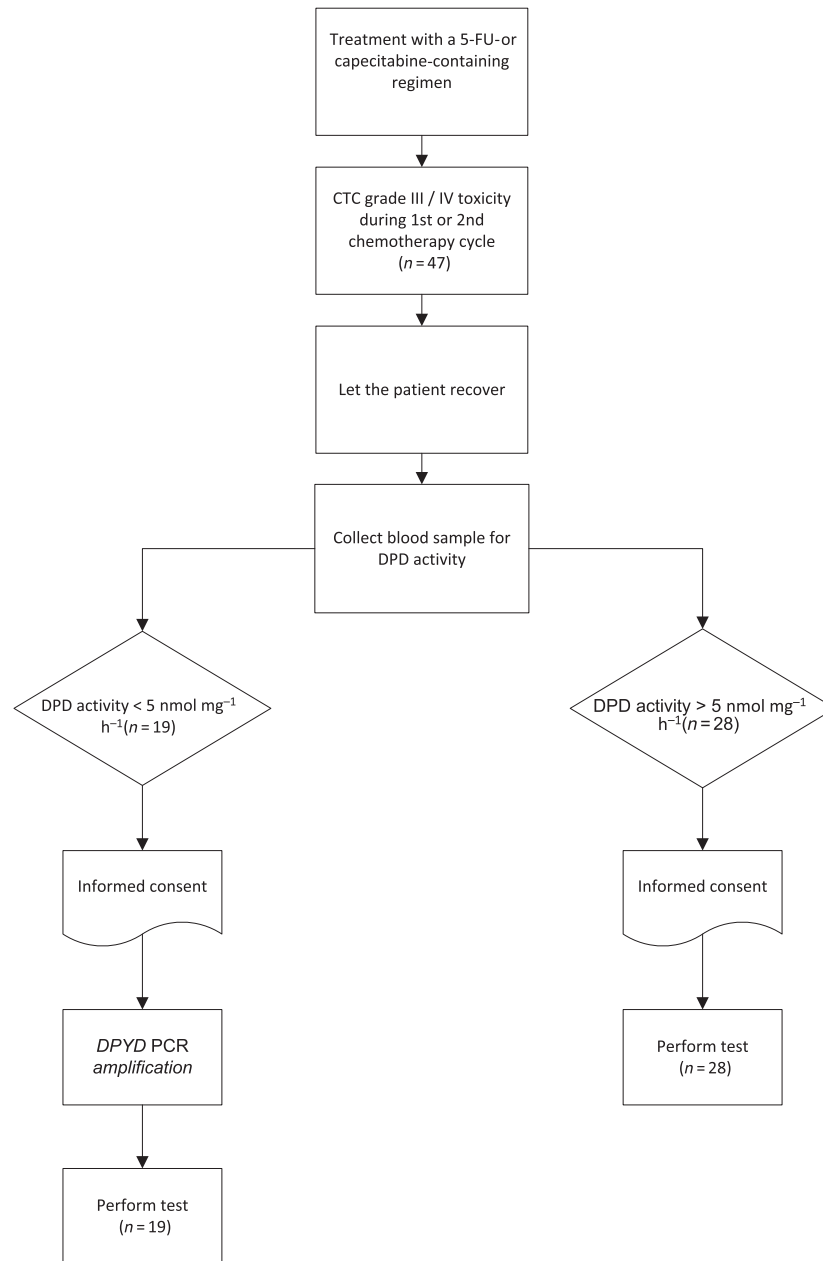 Treatment with a 5-FU-or
capecitabine-containing
regimen
CTC grade III / IV toxicity
during 1st or 2nd
chemotherapy cycle
(n = 47)
Let the patient recover
Collect blood sample for
DPD activity
DPD activity < 5 nmol mg⁻¹
h⁻¹(n = 19)
DPD activity > 5 nmol mg⁻¹
h⁻¹(n = 28)
Informed consent
Informed consent
DPYD PCR
amplification
Perform test
(n = 28)
Perform test
(n = 19)